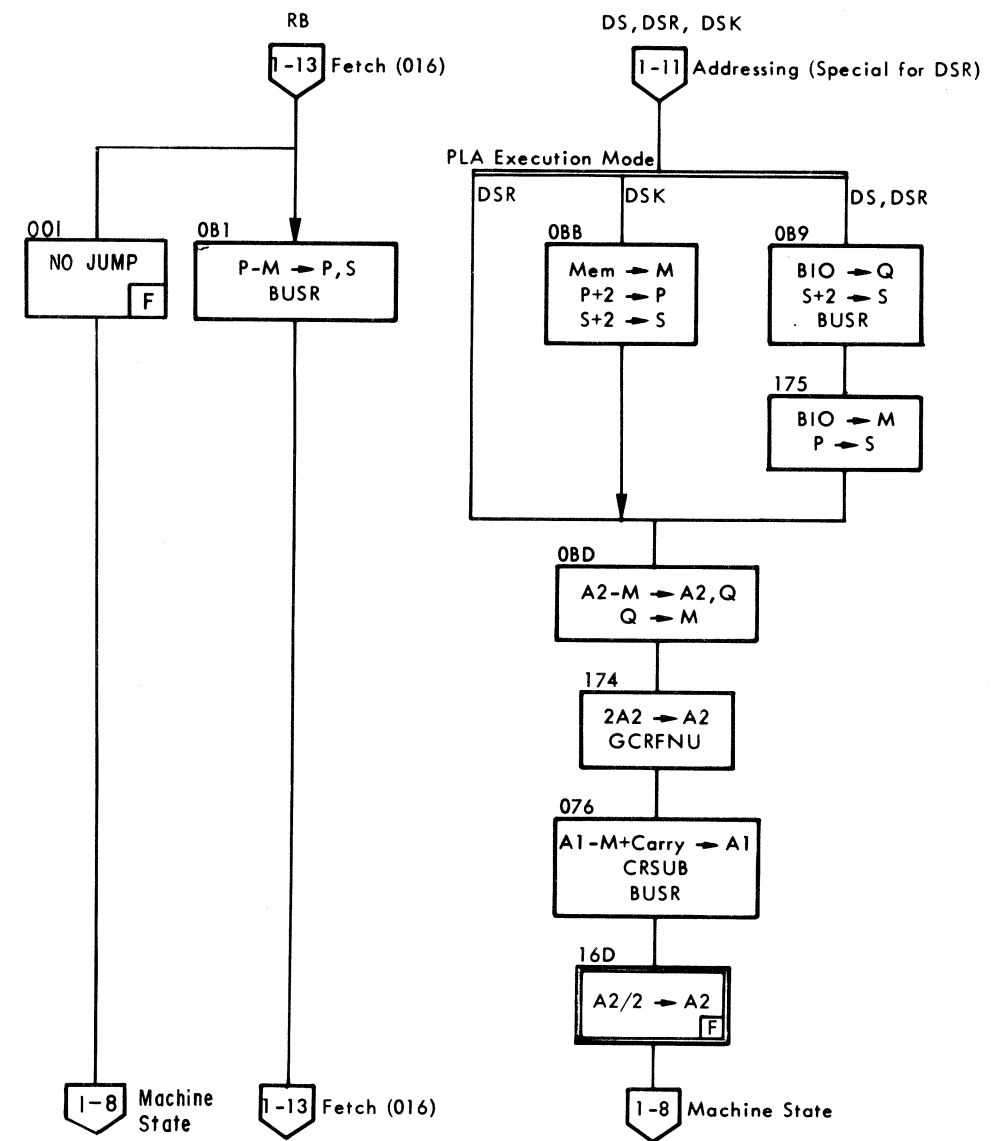 RB
1-13 Fetch (016)
001
NO JUMP
F
0B1
P-M → P,S
BUSR
1-8 Machine
State
1-13 Fetch (016)
DS,DSR, DSK
1-11 Addressing (Special for DSR)
PLA Execution Mode
DSR
DSK
DS,DSR
0BB
Mem → M
P+2 → P
S+2 → S
0B9
BIO → Q
S+2 → S
BUSR
175
BIO → M
P → S
0BD
A2-M → A2,Q
Q → M
174
2A2 → A2
GCRFNU
076
A1-M+Carry → A1
CRSUB
BUSR
16D
A2/2 → A2
F
1-8 Machine State